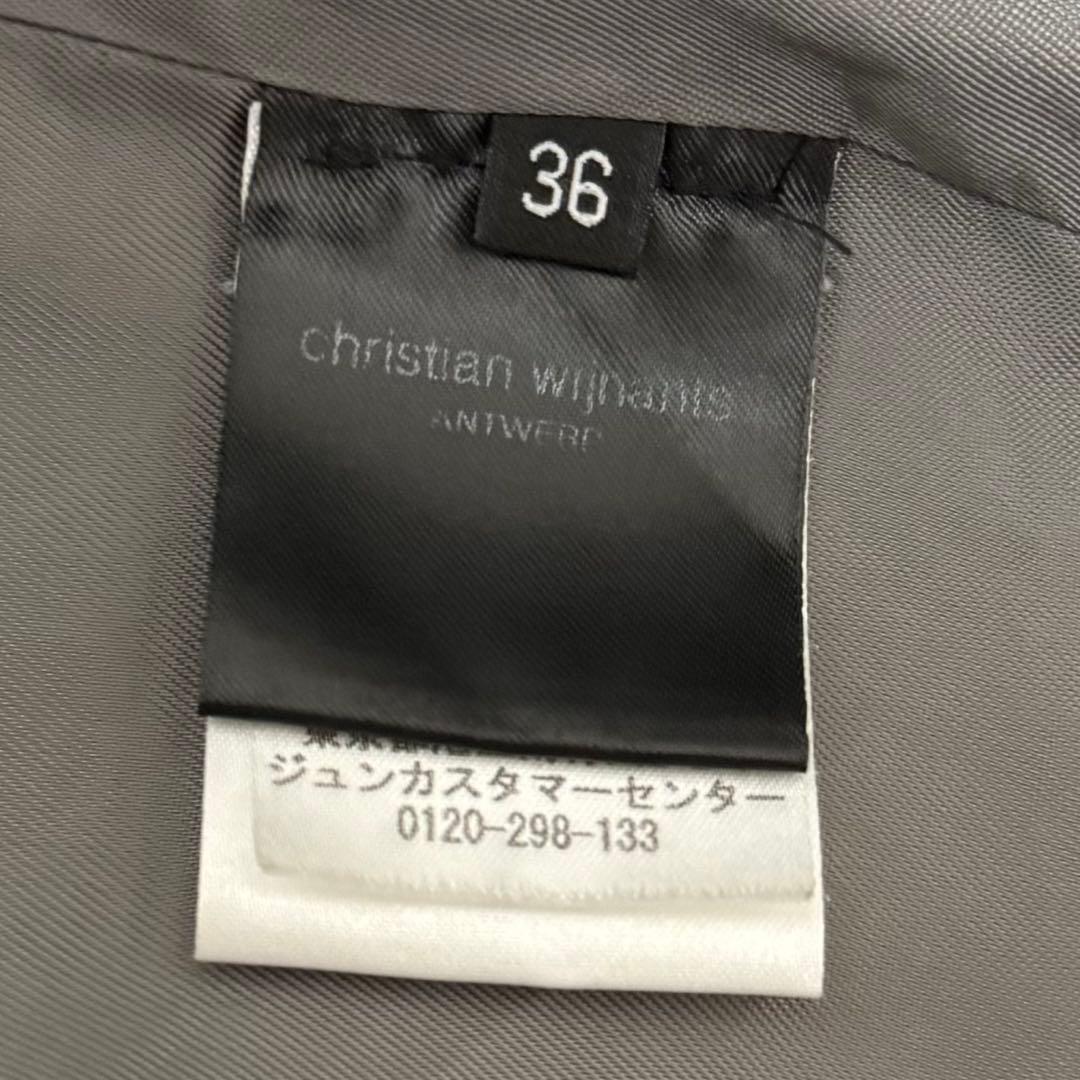 36
christian wijnants
ANTWERP
ジュンカスタマーセンター
0120-298-133